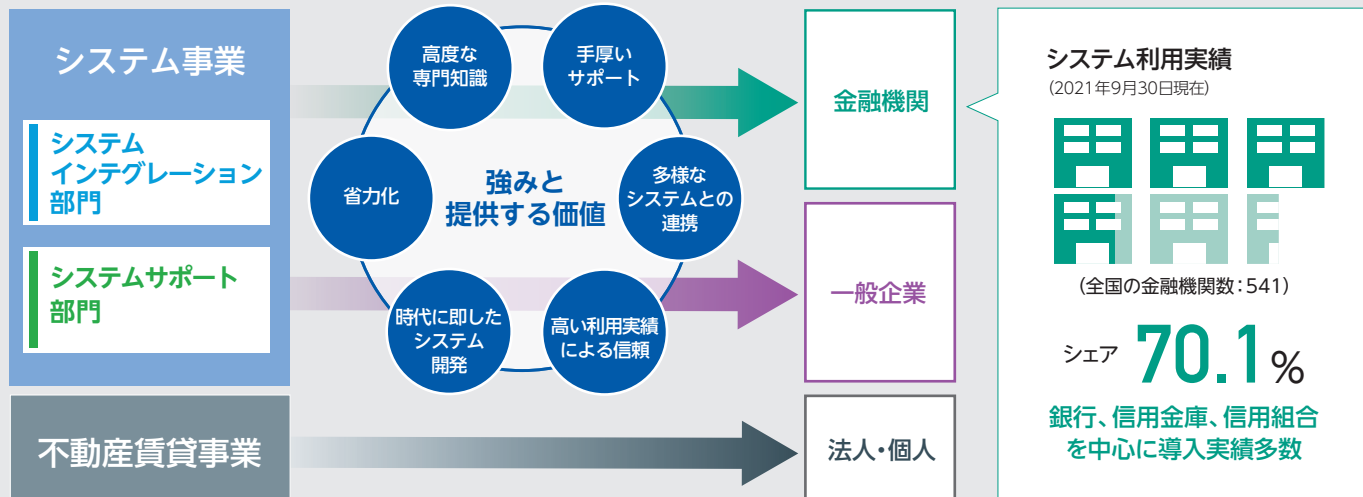 システム事業
システム
インテグレーション
部門
システムサポート
部門
高度な
専門知識
手厚い
サポート
省力化
強みと
提供する価値
多様な
システムとの
連携
時代に即した
システム
開発
高い利用実績
による信頼
金融機関
一般企業
不動産賃貸事業
法人・個人
システム利用実績
(2021年9月30日現在)
(全国の金融機関数:541)
シェア 70.1%
銀行、信用金庫、信用組合
を中心に導入実績多数